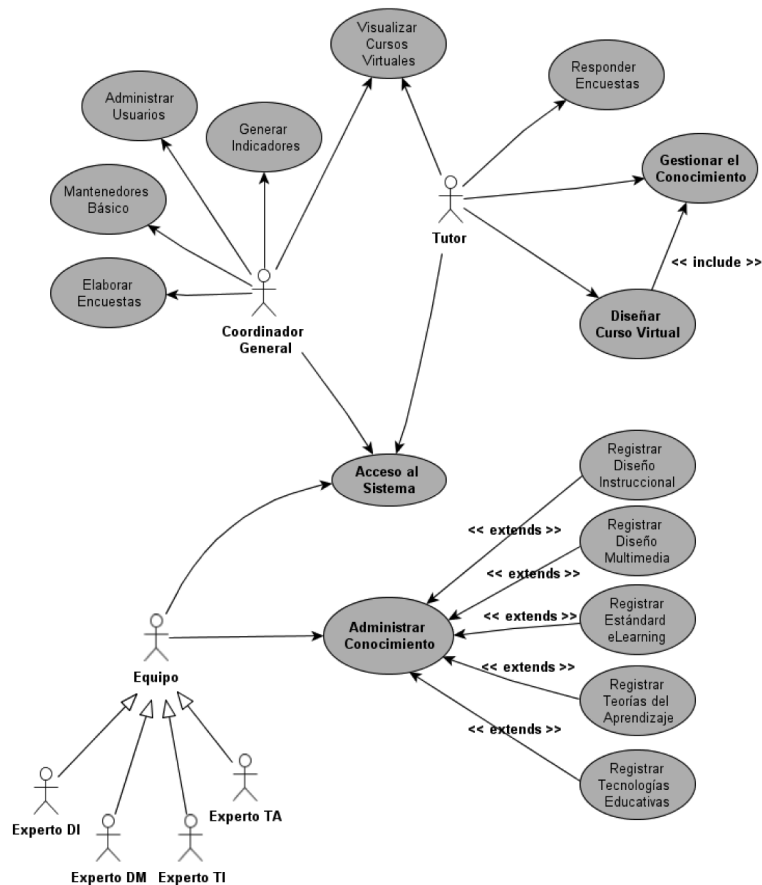 Visualizar
Cursos
Virtuales
Responder
Encuestas
Administrar
Usuarios
Generar
Indicadores
Gestionar el
Conocimiento
Mantenedores
Básico
Tutor
<< include >>
Elaborar
Encuestas
Diseñar
Curso Virtual
Coordinador
General
Acceso al
Sistema
Registrar
Diseño
Instruccional
<< extends >>
Registrar
Diseño
Multimedia
<< extends >>
Registrar
Estándard
eLearning
<< extends >>
Administrar
Conocimiento
Equipo
Registrar
Teorías del
Aprendizaje
<< extends >>
<< extends >>
Registrar
Tecnologías
Educativas
Experto DI
Experto TA
Experto DM
Experto TI